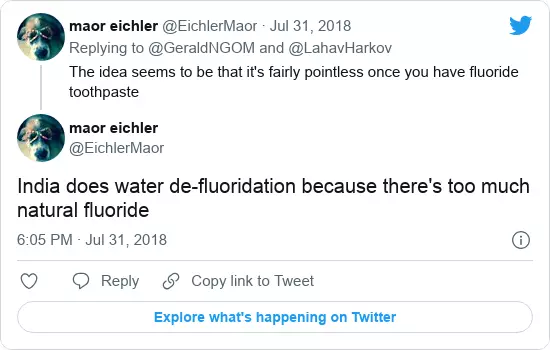 maor eichler @EichlerMaor · Jul 31, 2018
Replying to @GeraldNGOM and @LahavHarkov
The idea seems to be that it's fairly pointless once you have fluoride
toothpaste
maor eichler
@EichlerMaor
India does water de-fluoridation because there's too much
natural fluoride
6:05 PM · Jul 31, 2018
Reply
Copy link to Tweet
Explore what's happening on Twitter